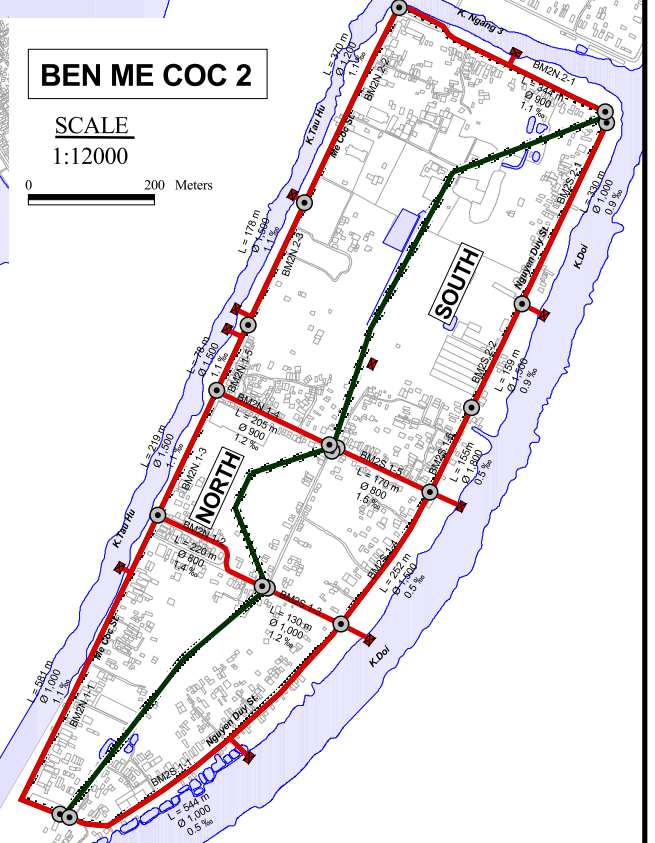 BEN ME COC 2
SCALE
1:12000
0 200 Meters
K. Ngang 3
BM2N 2-1
L = 344 m
Ø 900
1.1 ‰
L = 370 m
Ø 1,200
1.1 ‰
BM2N 2-2
K.Tau Hu
Me Coc St.
BM2S 2-1
L = 330 m
Ø 1,000
0.9 ‰
L = 178 m
Ø 1,500
1.1 ‰
BM2N 2-3
Nguyen Duy St.
K.Doi
SOUTH
L = 78 m
Ø 1,500
1.1 ‰
BM2N 1-5
BM2S 2-2
L = 159 m
Ø 1,500
0.9 ‰
BM2N 1-4
L = 205 m
Ø 900
1.2 ‰
L = 219 m
Ø 1,500
1.1 ‰
BM2N 1-3
NORTH
BM2S 1-5
L = 170 m
Ø 800
1.6 ‰
L = 155m
Ø 1,800
0.5 ‰
K.Tau Hu
BM2N 1-2
L = 220 m
Ø 800
1.4 ‰
BM2S 1-4
L = 252 m
Ø 1,500
0.5 ‰
BM2S 1-3
L = 130 m
Ø 1,000
1.2 ‰
Me Coc St.
K.Doi
L = 581 m
Ø 1,000
1.1 ‰
BM2N 1-1
Nguyen Duy St.
BM2S 1-1
L = 544 m
Ø 1,000
0.5 ‰